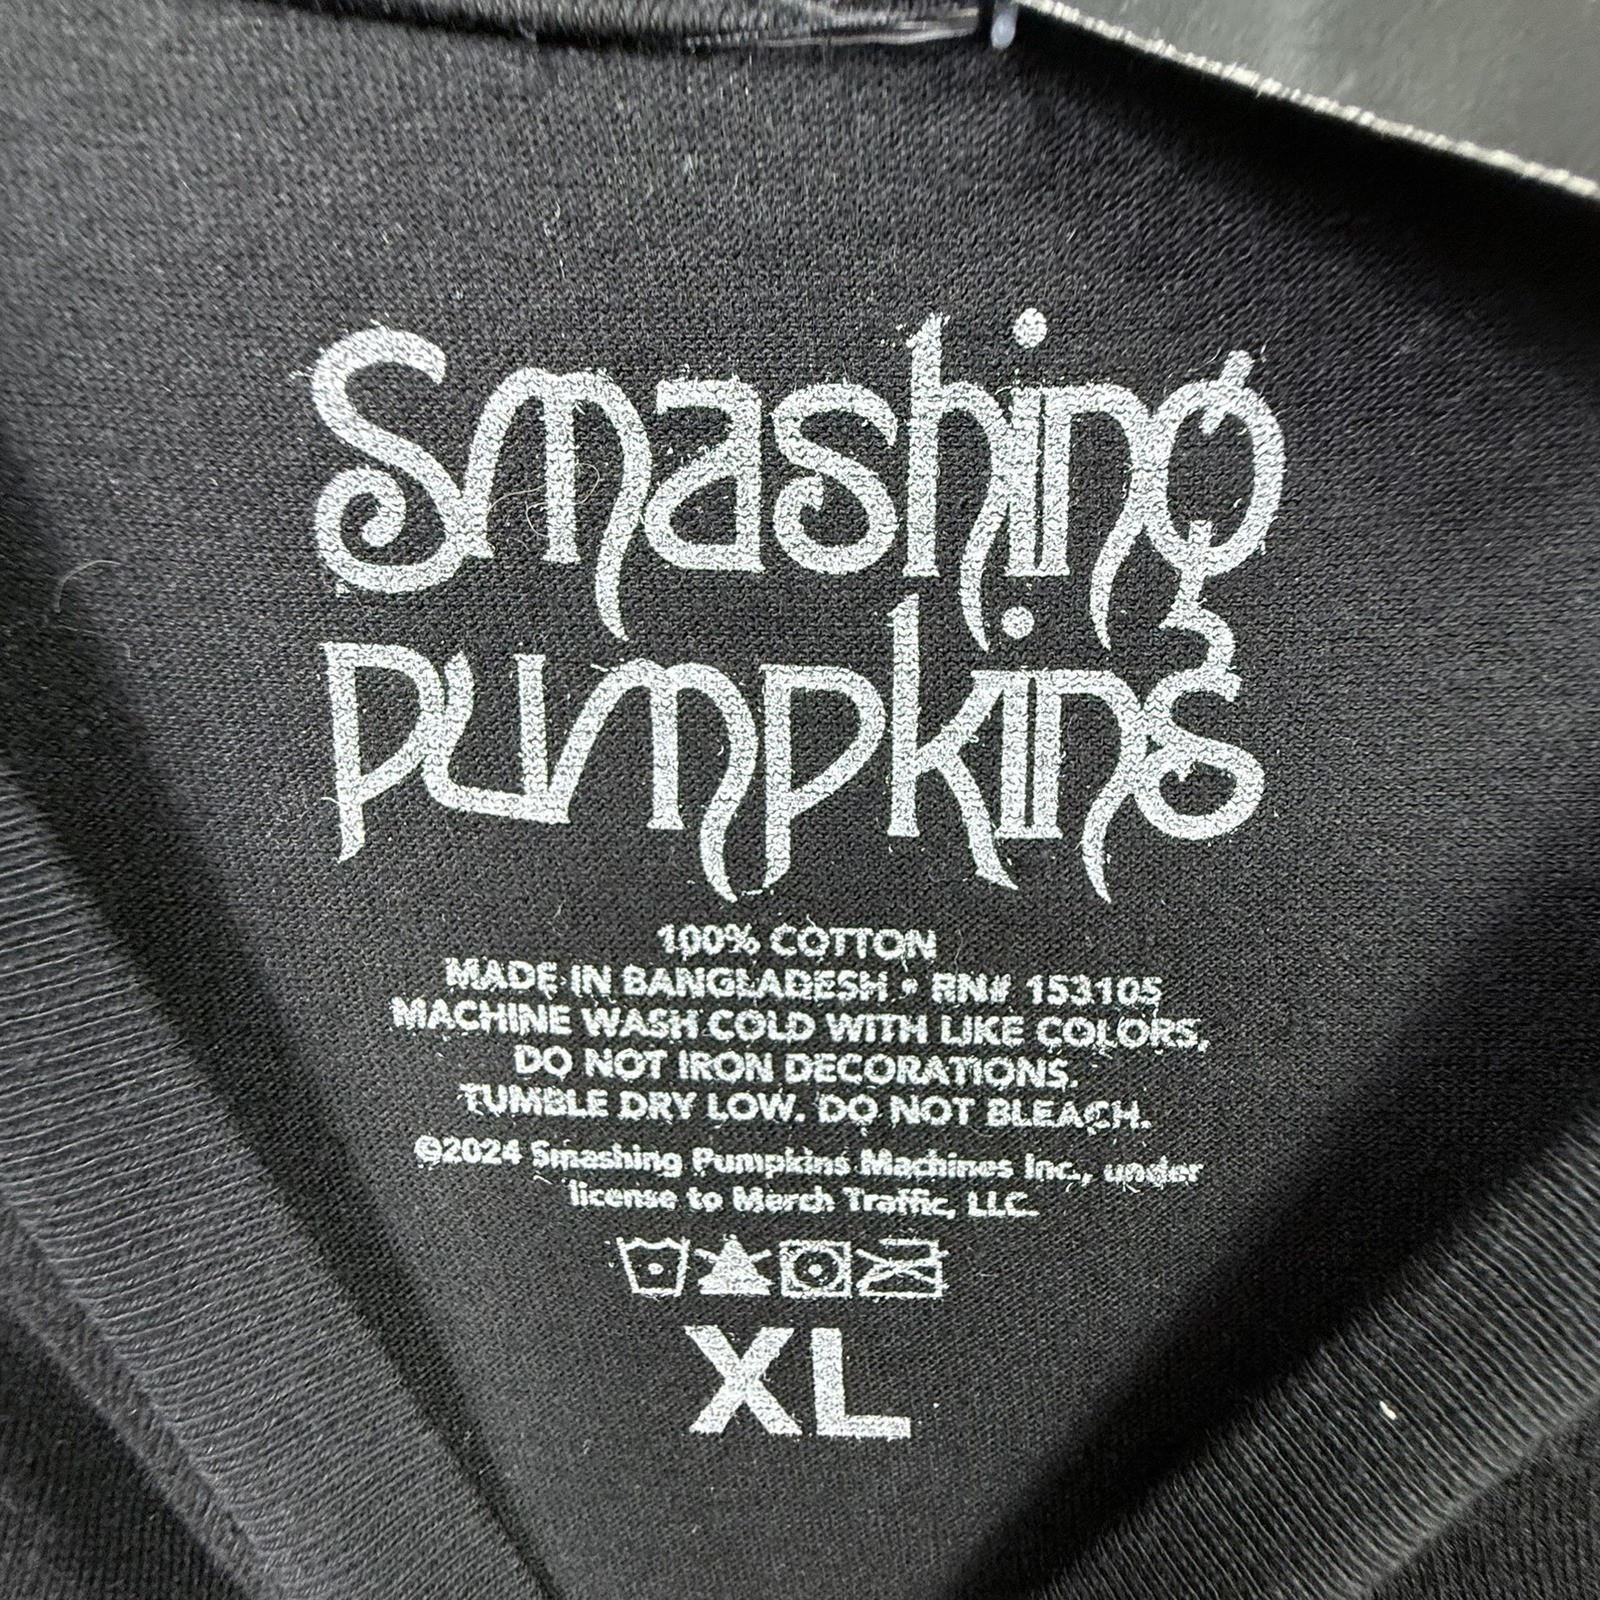 Smashing
pumpkins
100% COTTON
MADE IN BANGLADESH • RN# 153105
MACHINE WASH COLD WITH LIKE COLORS,
DO NOT IRON DECORATIONS.
TUMBLE DRY LOW. DO NOT BLEACH.
©2024 Smashing Pumpkins Machines Inc., under
license to Merch Traffic, LLC.
XL